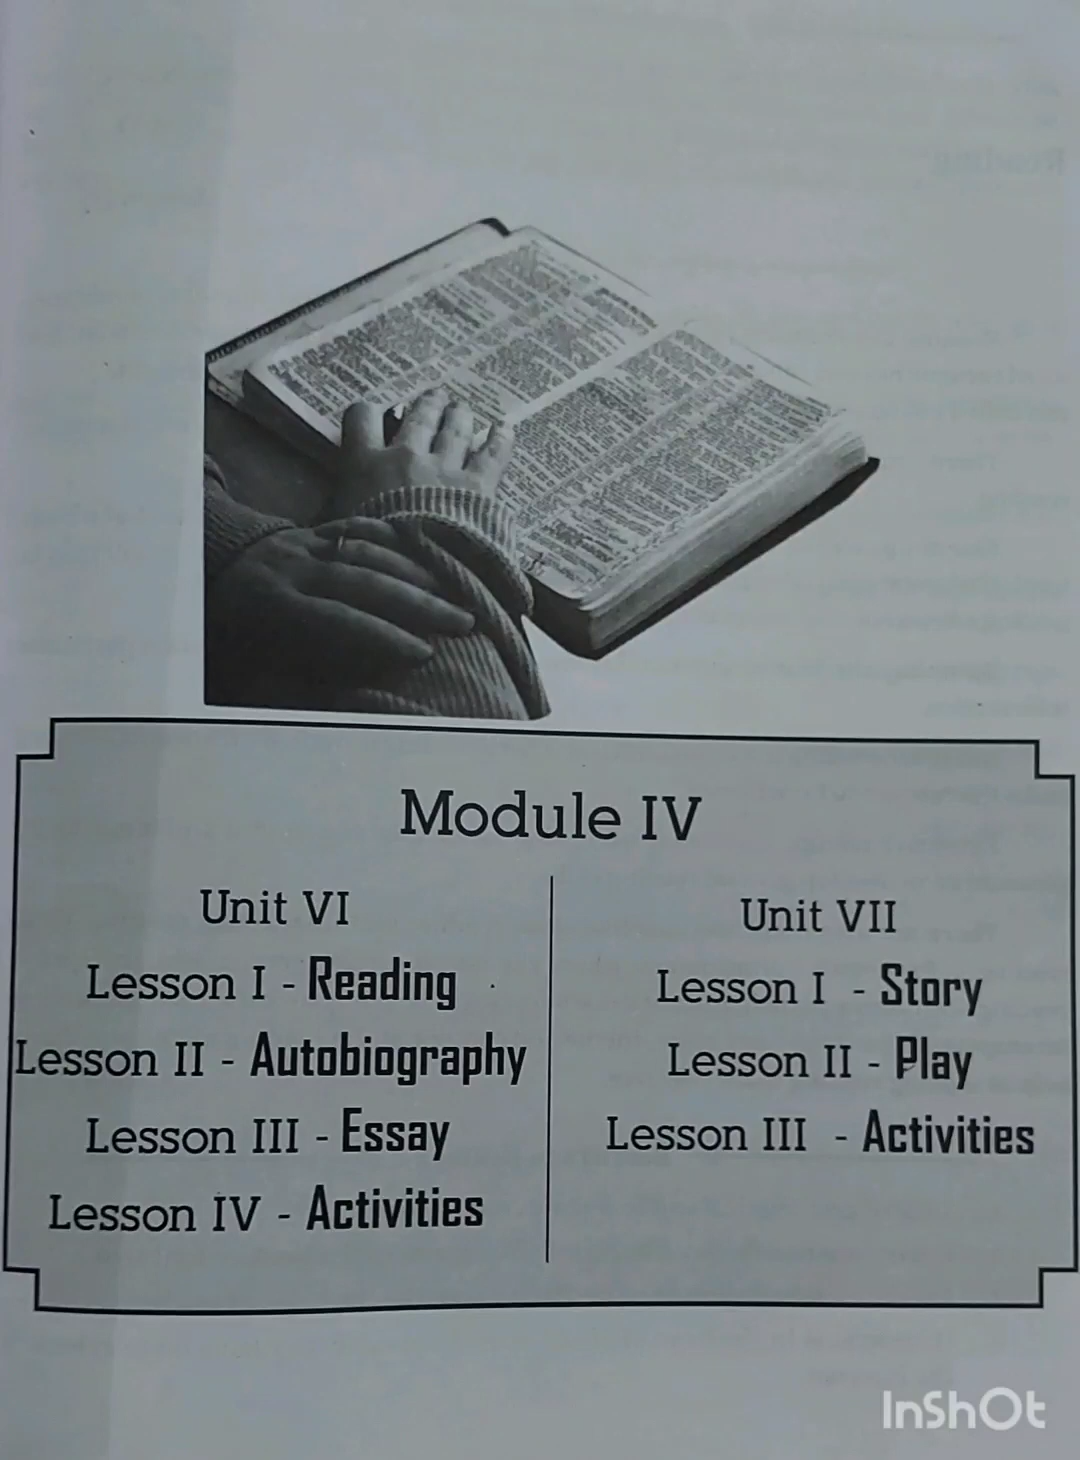 Module IV
Unit VI
Lesson I - Reading
Lesson II - Autobiography
Lesson III - Essay
Lesson IV - Activities
Unit VII
Lesson I - Story
Lesson II - Play
Lesson III - Activities
InShOt